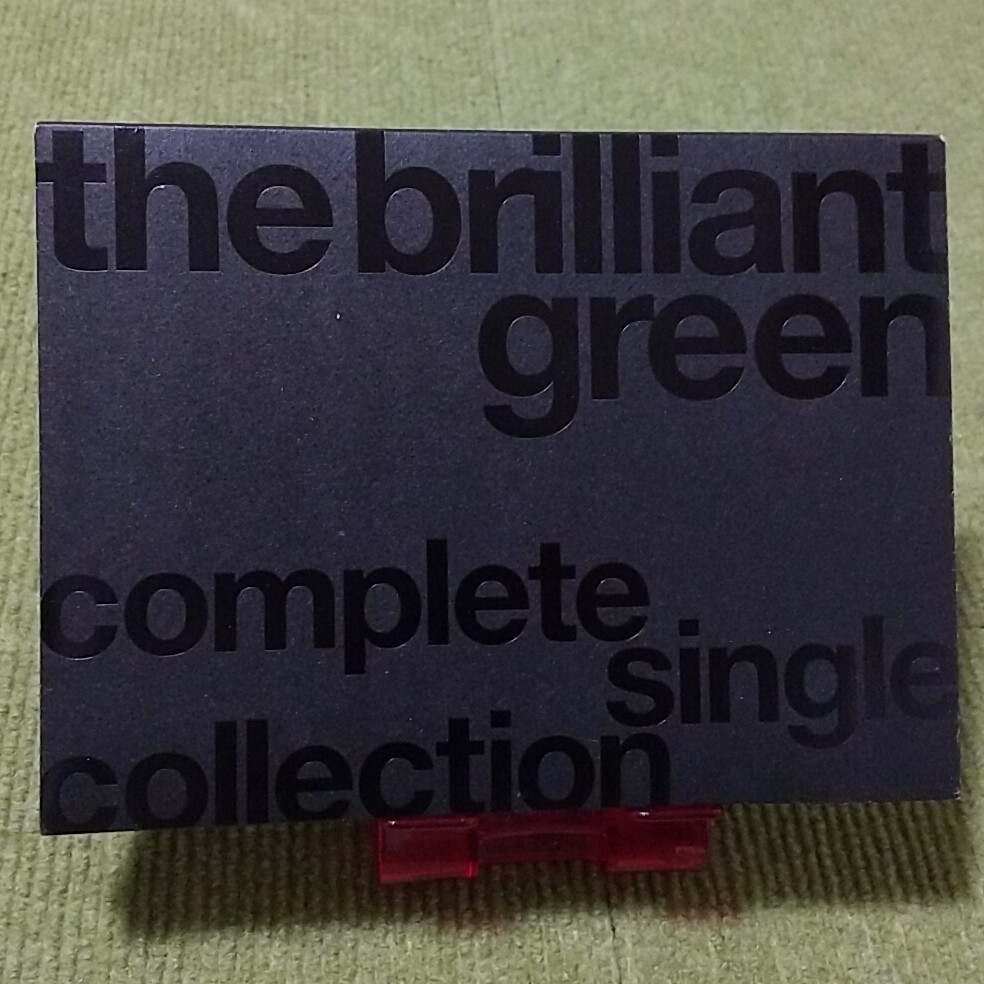 the brilliant
green
complete
single
collection